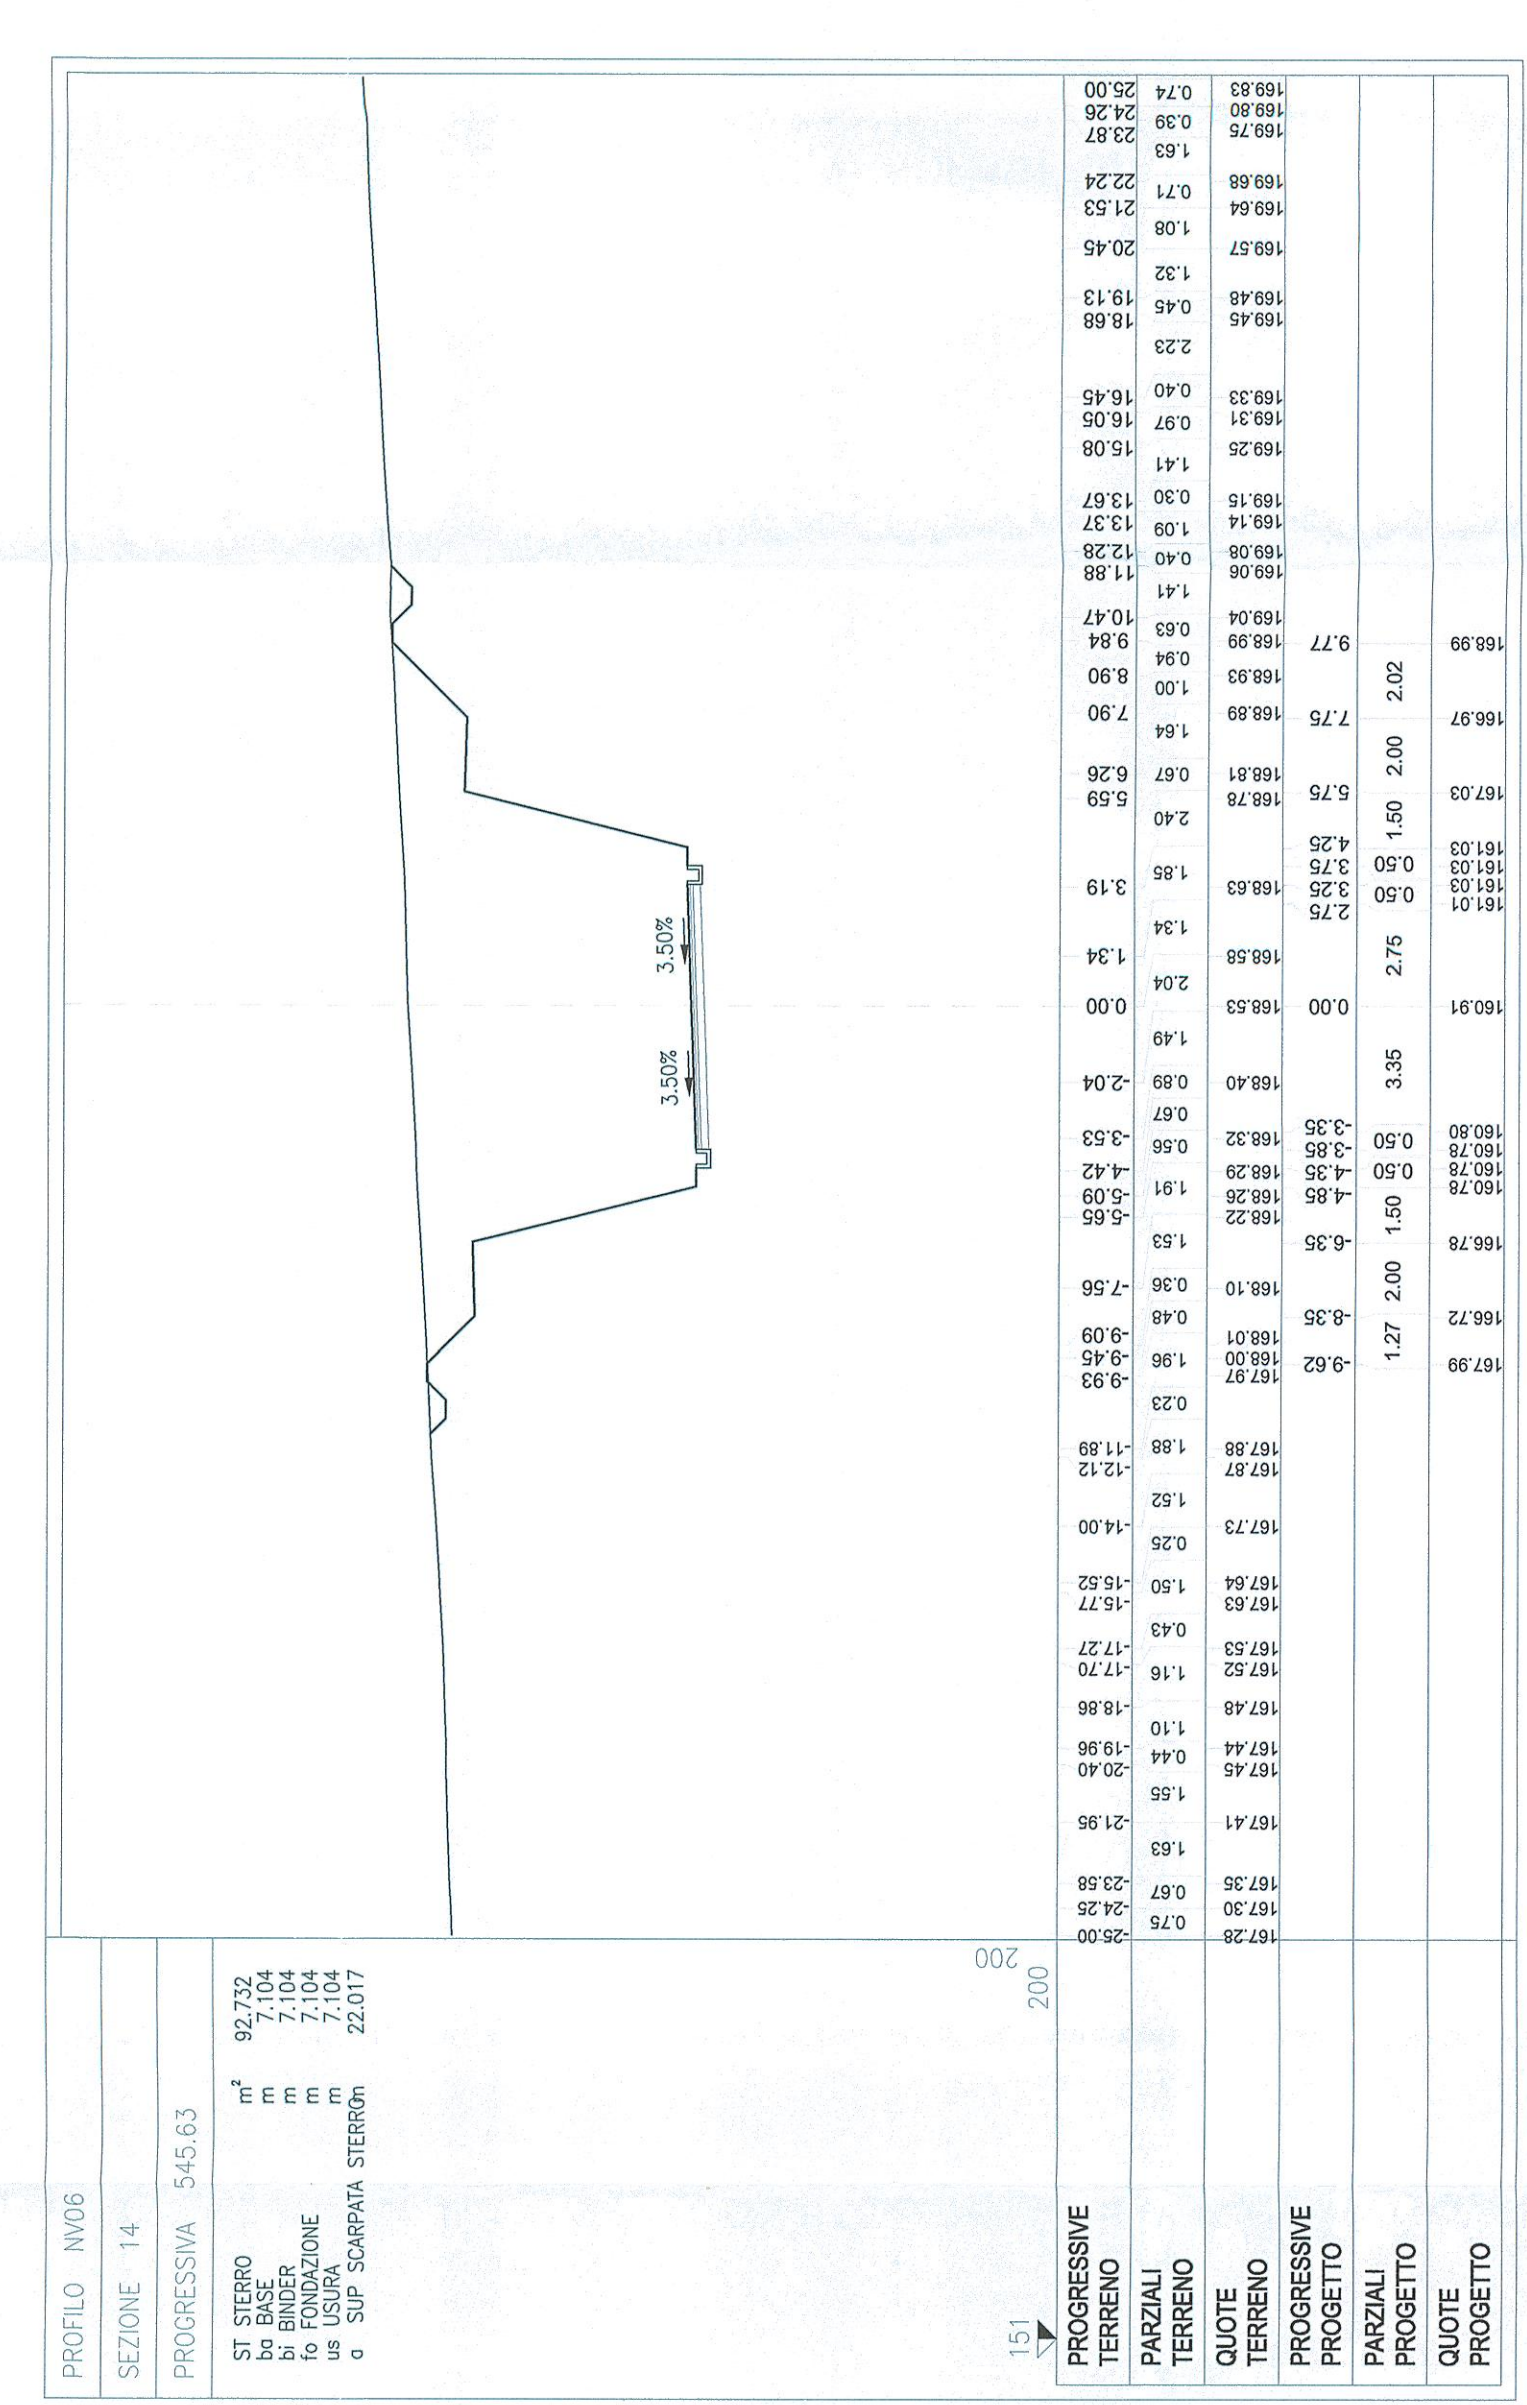 PROFILO NV06
SEZIONE 14
PROGRESSIVA 545.63
ST STERRO m² 92.732
ba BASE m 7.104
bi BINDER m 7.104
fo FONDAZIONE m 7.104
us USURA m 7.104
a SUP SCARPATA STERRO m 22.017
3.50% 3.50%
200
200
151
PROGRESSIVE
TERRENO
-25.00 -24.25 -23.58 -21.95 -20.40 -19.96 -18.86 -17.70 -17.27 -15.77 -15.52 -14.00 -12.12 -11.89 -9.93 -9.45 -9.09 -7.56 -5.65 -5.09 -4.42 -3.53 -2.04 0.00 1.34 3.19 5.59 6.26 7.90 8.90 9.84 10.47 11.88 12.28 13.37 13.67 15.08 16.05 16.45 18.68 19.13 20.45 21.53 22.24 23.87 24.26 25.00
PARZIALI
TERRENO
0.75 0.67 1.63 1.55 0.44 1.10 1.16 0.43 1.50 0.25 1.52 1.88 0.23 1.96 0.48 0.36 1.53 1.91 0.56 0.67 0.89 1.49 2.04 1.34 1.85 2.40 0.67 1.64 1.00 0.94 0.63 1.41 0.40 1.09 0.30 1.41 0.97 0.40 2.23 0.45 1.32 1.08 0.71 1.63 0.39 0.74
QUOTE
TERRENO
167.28 167.30 167.35 167.41 167.45 167.44 167.48 167.52 167.53 167.63 167.64 167.73 167.87 167.88 167.97 168.00 168.01 168.10 168.22 168.26 168.29 168.32 168.40 168.53 168.58 168.63 168.78 168.81 168.89 168.93 168.99 169.04 169.06 169.08 169.14 169.15 169.25 169.31 169.33 169.45 169.48 169.57 169.64 169.68 169.75 169.80 169.83
PROGRESSIVE
PROGETTO
-9.62 -8.35 -6.35 -4.85 -4.35 -3.85 -3.35 0.00 2.75 3.25 3.75 4.25 5.75 7.75 9.77
PARZIALI
PROGETTO
1.27 2.00 1.50 0.50 0.50 3.35 2.75 0.50 0.50 1.50 2.00 2.02
QUOTE
PROGETTO
167.99 166.72 166.78 160.78 160.78 160.78 160.80 160.91 161.01 161.03 161.03 161.03 167.03 166.97 168.99